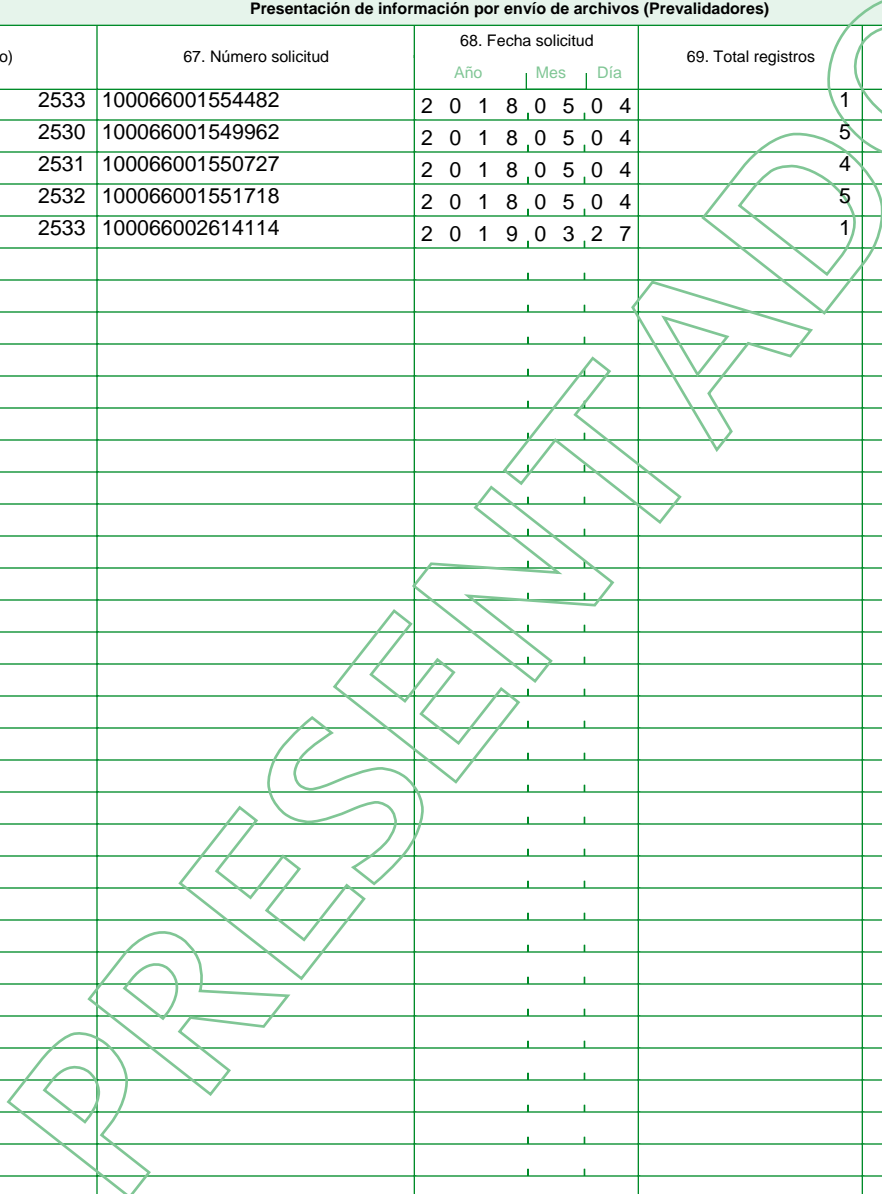 Presentación de información por envío de archivos (Prevalidadores)
o) 67. Número solicitud 68. Fecha solicitud 69. Total registros
Año Mes Día
2533 100066001554482 2 0 1 8 0 5 0 4 1
2530 100066001549962 2 0 1 8 0 5 0 4 5
2531 100066001550727 2 0 1 8 0 5 0 4 4
2532 100066001551718 2 0 1 8 0 5 0 4 5
2533 100066002614114 2 0 1 9 0 3 2 7 1
PRESENTADO